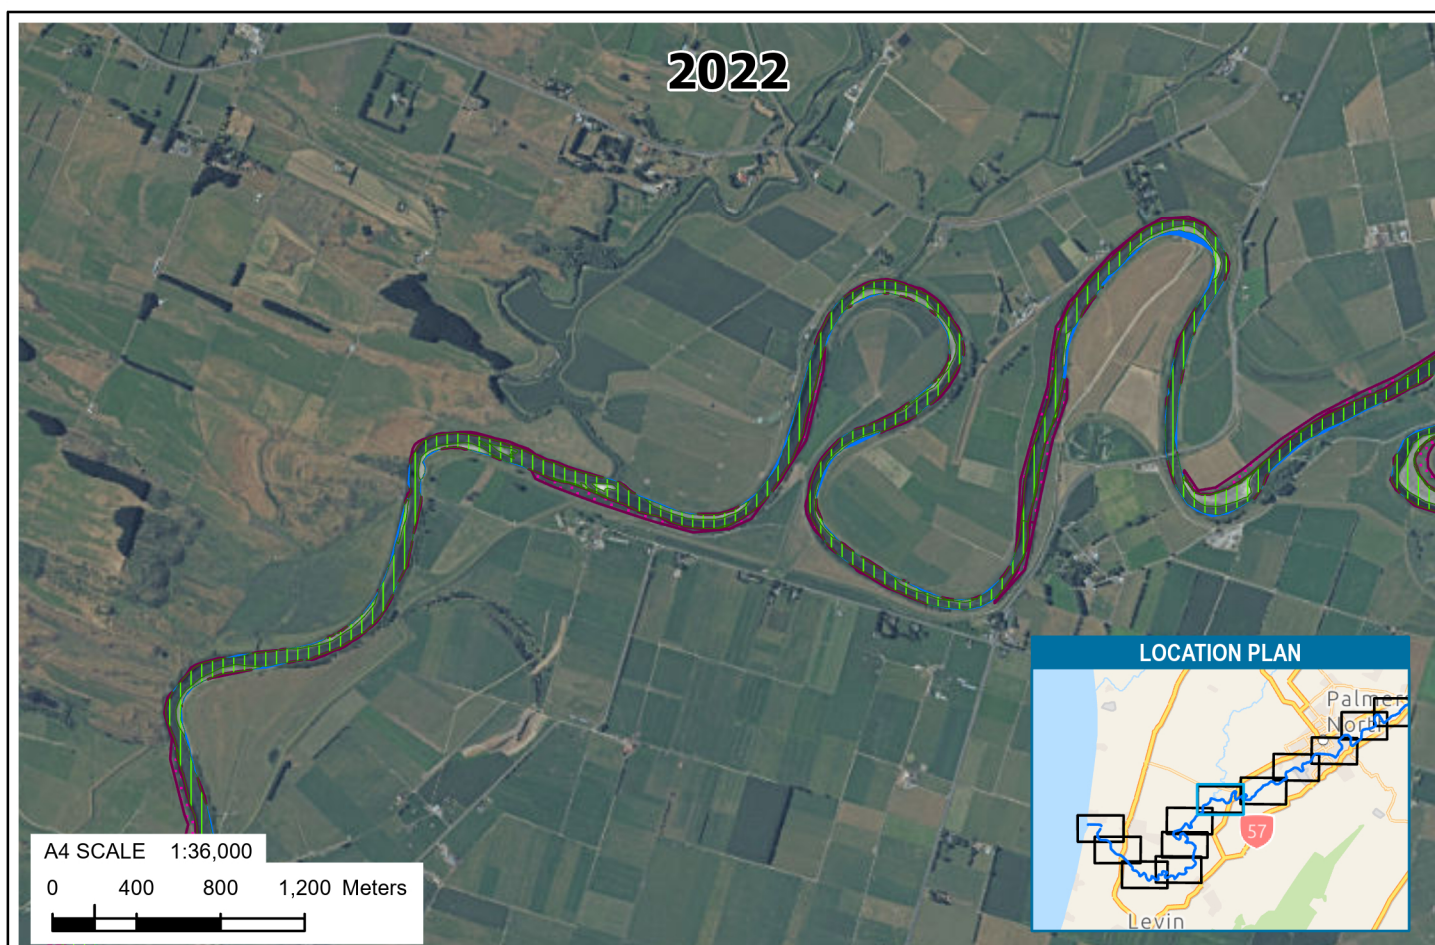 2022
LOCATION PLAN
Palmer
North
57
Levin
A4 SCALE 1:36,000
0 400 800 1,200 Meters